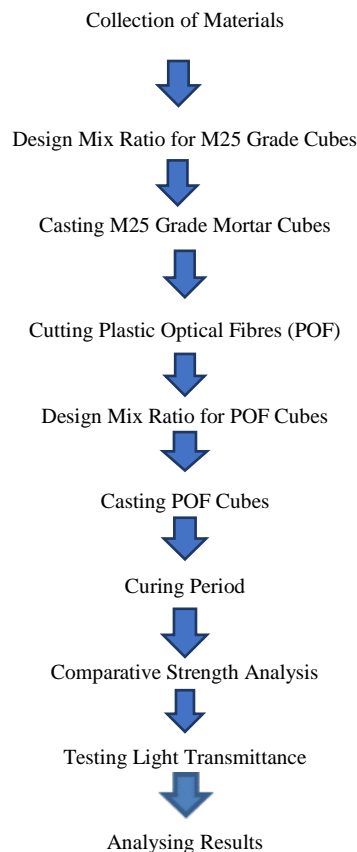 Collection of Materials
Design Mix Ratio for M25 Grade Cubes
Casting M25 Grade Mortar Cubes
Cutting Plastic Optical Fibres (POF)
Design Mix Ratio for POF Cubes
Casting POF Cubes
Curing Period
Comparative Strength Analysis
Testing Light Transmittance
Analysing Results